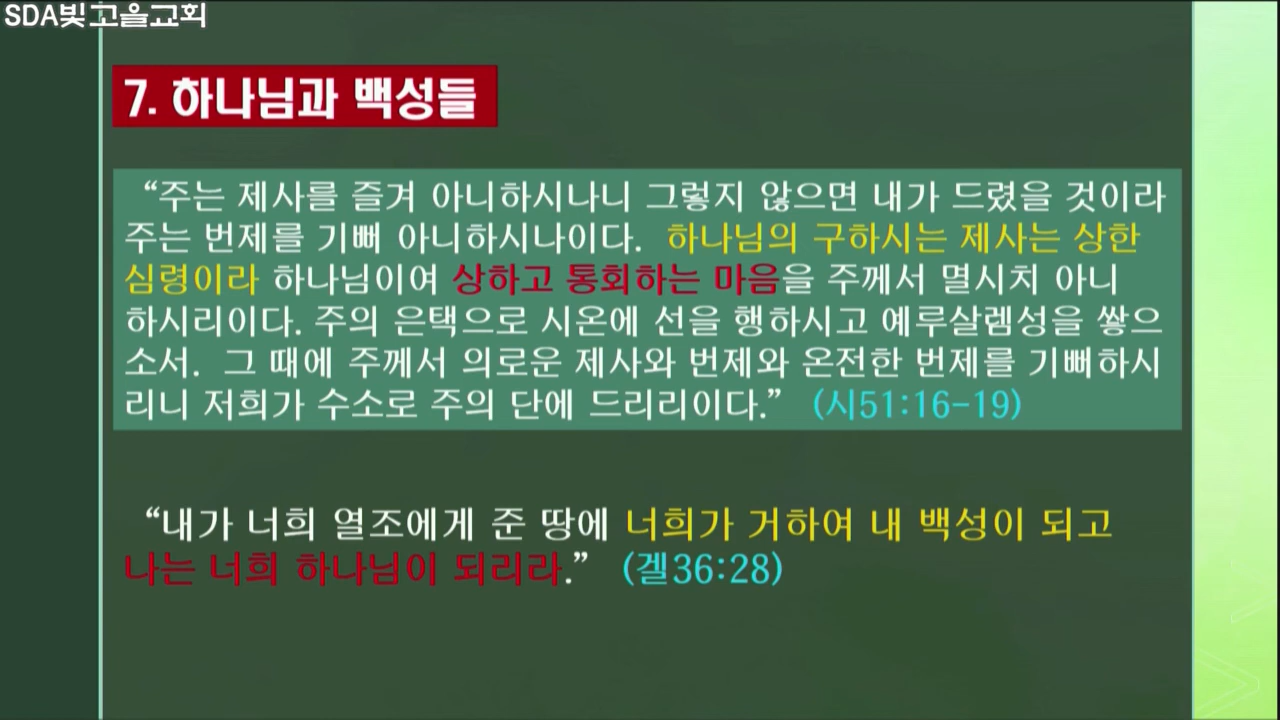 SDA빛고을교회
7. 하나님과 백성들
“주는 제사를 즐겨 아니하시나니 그렇지 않으면 내가 드렸을 것이라
주는 번제를 기뻐 아니하시나이다. 하나님의 구하시는 제사는 상한
심령이라 하나님이여 상하고 통회하는 마음을 주께서 멸시치 아니
하시리이다. 주의 은택으로 시온에 선을 행하시고 예루살렘성을 쌓으
소서. 그 때에 주께서 의로운 제사와 번제와 온전한 번제를 기뻐하시
리니 저희가 수소로 주의 단에 드리리이다.” (시51:16-19)
“내가 너희 열조에게 준 땅에 너희가 거하여 내 백성이 되고
나는 너희 하나님이 되리라.” (겔36:28)